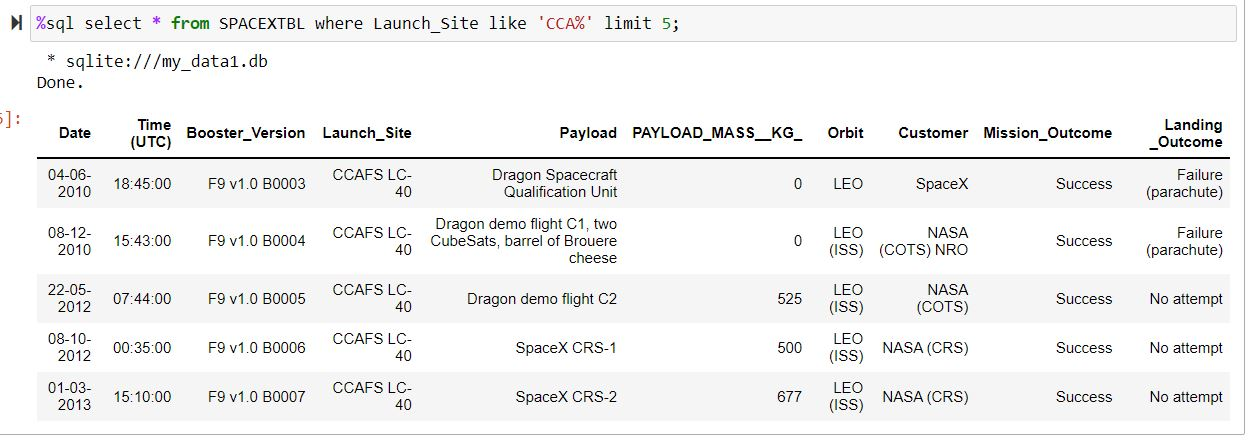 %sql select * from SPACEXTBL where Launch_Site like 'CCA%' limit 5;
* sqlite:///my_data1.db
Done.
]:
Date Time (UTC) Booster_Version Launch_Site Payload PAYLOAD_MASS__KG_ Orbit Customer Mission_Outcome Landing _Outcome
04-06-2010 18:45:00 F9 v1.0 B0003 CCAFS LC-40 Dragon Spacecraft Qualification Unit 0 LEO SpaceX Success Failure (parachute)
08-12-2010 15:43:00 F9 v1.0 B0004 CCAFS LC-40 Dragon demo flight C1, two CubeSats, barrel of Brouere cheese 0 LEO (ISS) NASA (COTS) NRO Success Failure (parachute)
22-05-2012 07:44:00 F9 v1.0 B0005 CCAFS LC-40 Dragon demo flight C2 525 LEO (ISS) NASA (COTS) Success No attempt
08-10-2012 00:35:00 F9 v1.0 B0006 CCAFS LC-40 SpaceX CRS-1 500 LEO (ISS) NASA (CRS) Success No attempt
01-03-2013 15:10:00 F9 v1.0 B0007 CCAFS LC-40 SpaceX CRS-2 677 LEO (ISS) NASA (CRS) Success No attempt